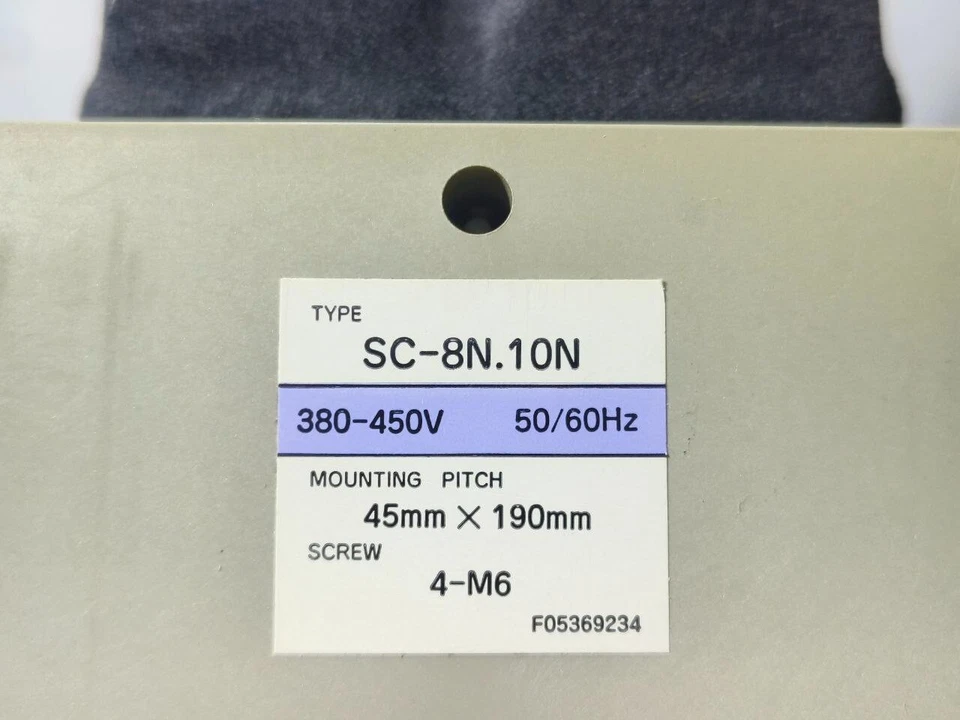 TYPE
SC-8N.10N
380-450V 50/60Hz
MOUNTING PITCH
45mm × 190mm
SCREW
4-M6
F05369234